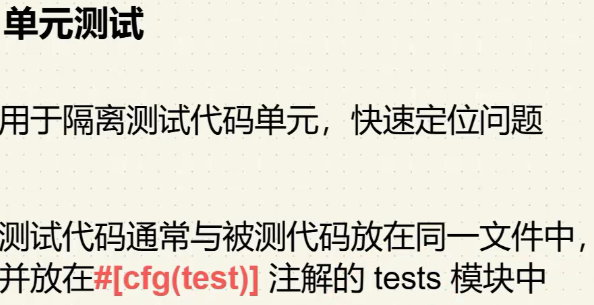 单元测试
用于隔离测试代码单元，快速定位问题
测试代码通常与被测代码放在同一文件中，
并放在#[cfg(test)] 注解的 tests 模块中